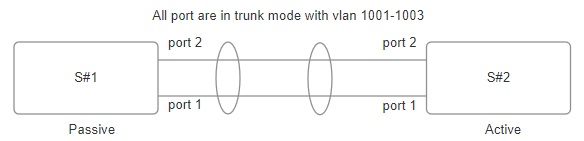 All port are in trunk mode with vlan 1001-1003
port 2
port 2
S#1
S#2
port 1
port 1
Passive
Active